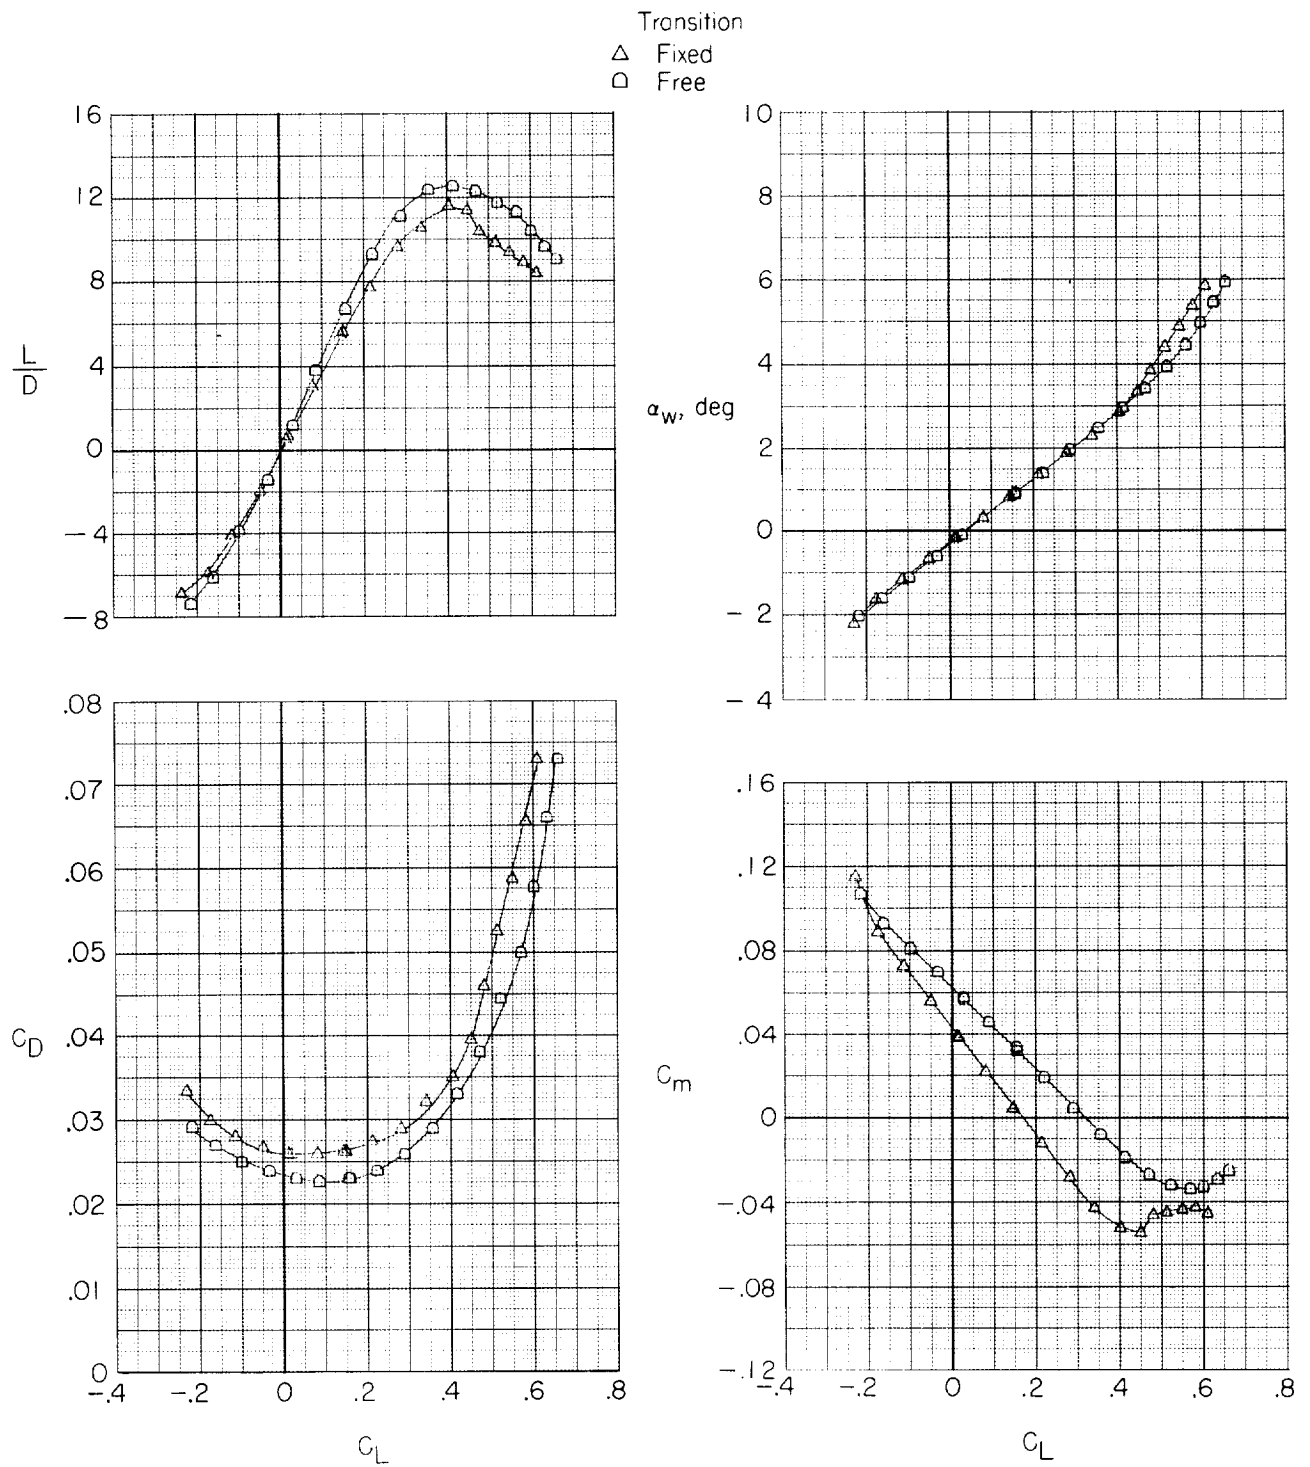 Transition
△ Fixed
○ Free
16
12
8
4
0
-4
-8
L/D
10
8
6
4
2
0
-2
-4
αw, deg
.08
.07
.06
.05
.04
.03
.02
.01
0
CD
-.4 -.2 0 .2 .4 .6 .8
CL
.16
.12
.08
.04
0
-.04
-.08
-.12
Cm
-.4 -.2 0 .2 .4 .6 .8
CL